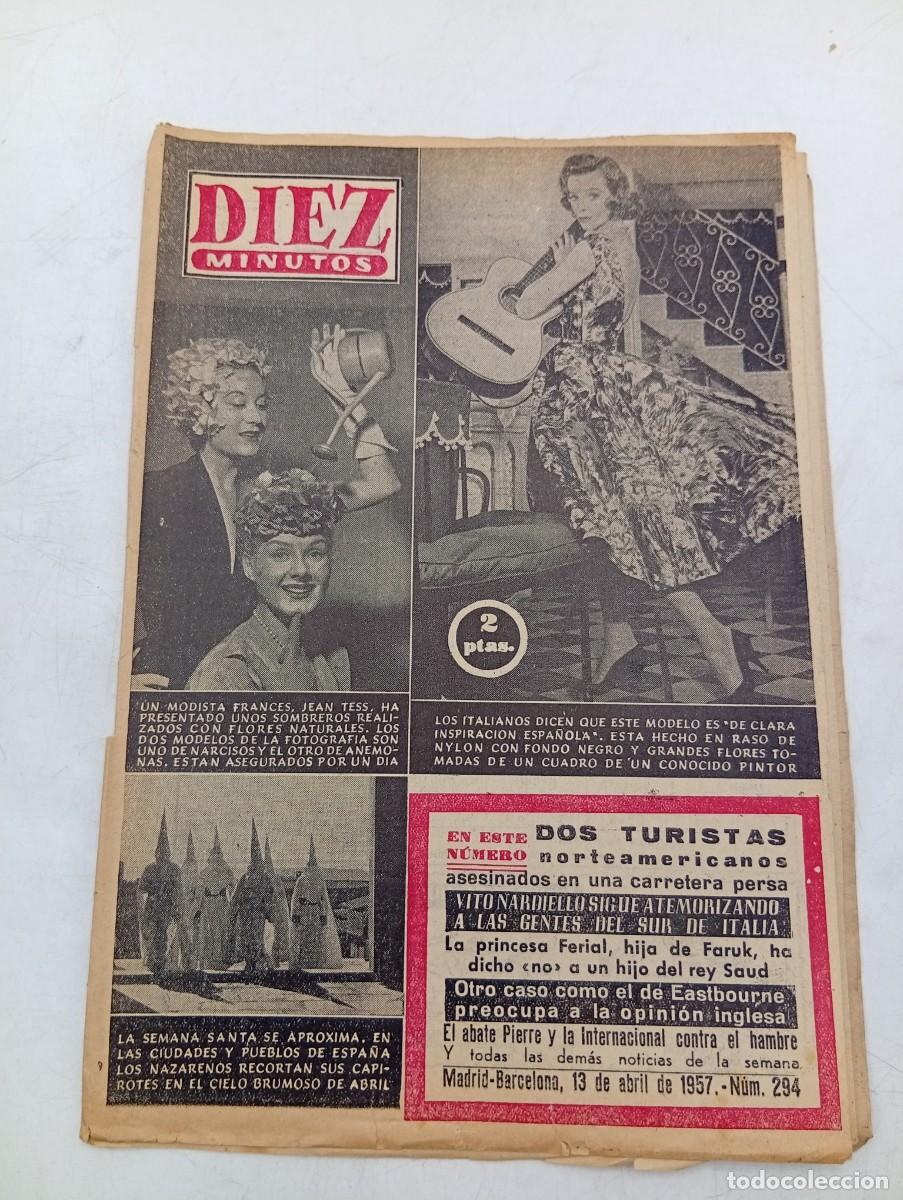 DIEZ
MINUTOS
2
ptas.
UN MODISTA FRANCES, JEAN TESS, HA
PRESENTADO UNOS SOMBREROS REALI-
ZADOS CON FLORES NATURALES. LOS
DOS MODELOS DE LA FOTOGRAFIA SON
UNO DE NARCISOS Y EL OTRO DE ANEMO-
NAS. ESTAN ASEGURADOS POR UN DIA
LOS ITALIANOS DICEN QUE ESTE MODELO ES "DE CLARA
INSPIRACION ESPAÑOLA". ESTA HECHO EN RASO DE
NYLON CON FONDO NEGRO Y GRANDES FLORES TO-
MADAS DE UN CUADRO DE UN CONOCIDO PINTOR
LA SEMANA SANTA SE APROXIMA. EN
LAS CIUDADES Y PUEBLOS DE ESPAÑA
LOS NAZARENOS RECORTAN SUS CAPI-
ROTES EN EL CIELO BRUMOSO DE ABRIL
EN ESTE
NÚMERO
DOS TURISTAS
norteamericanos
asesinados en una carretera persa
VITO NARDIELLO SIGUE ATEMORIZANDO
A LAS GENTES DEL SUR DE ITALIA
La princesa Ferial, hija de Faruk, ha
dicho «no» a un hijo del rey Saud
Otro caso como el de Eastbourne
preocupa a la opinión inglesa
El abate Pierre y la Internacional contra el hambre
Y todas las demás noticias de la semana
Madrid-Barcelona, 13 de abril de 1957.-Núm. 294
todocoleccion